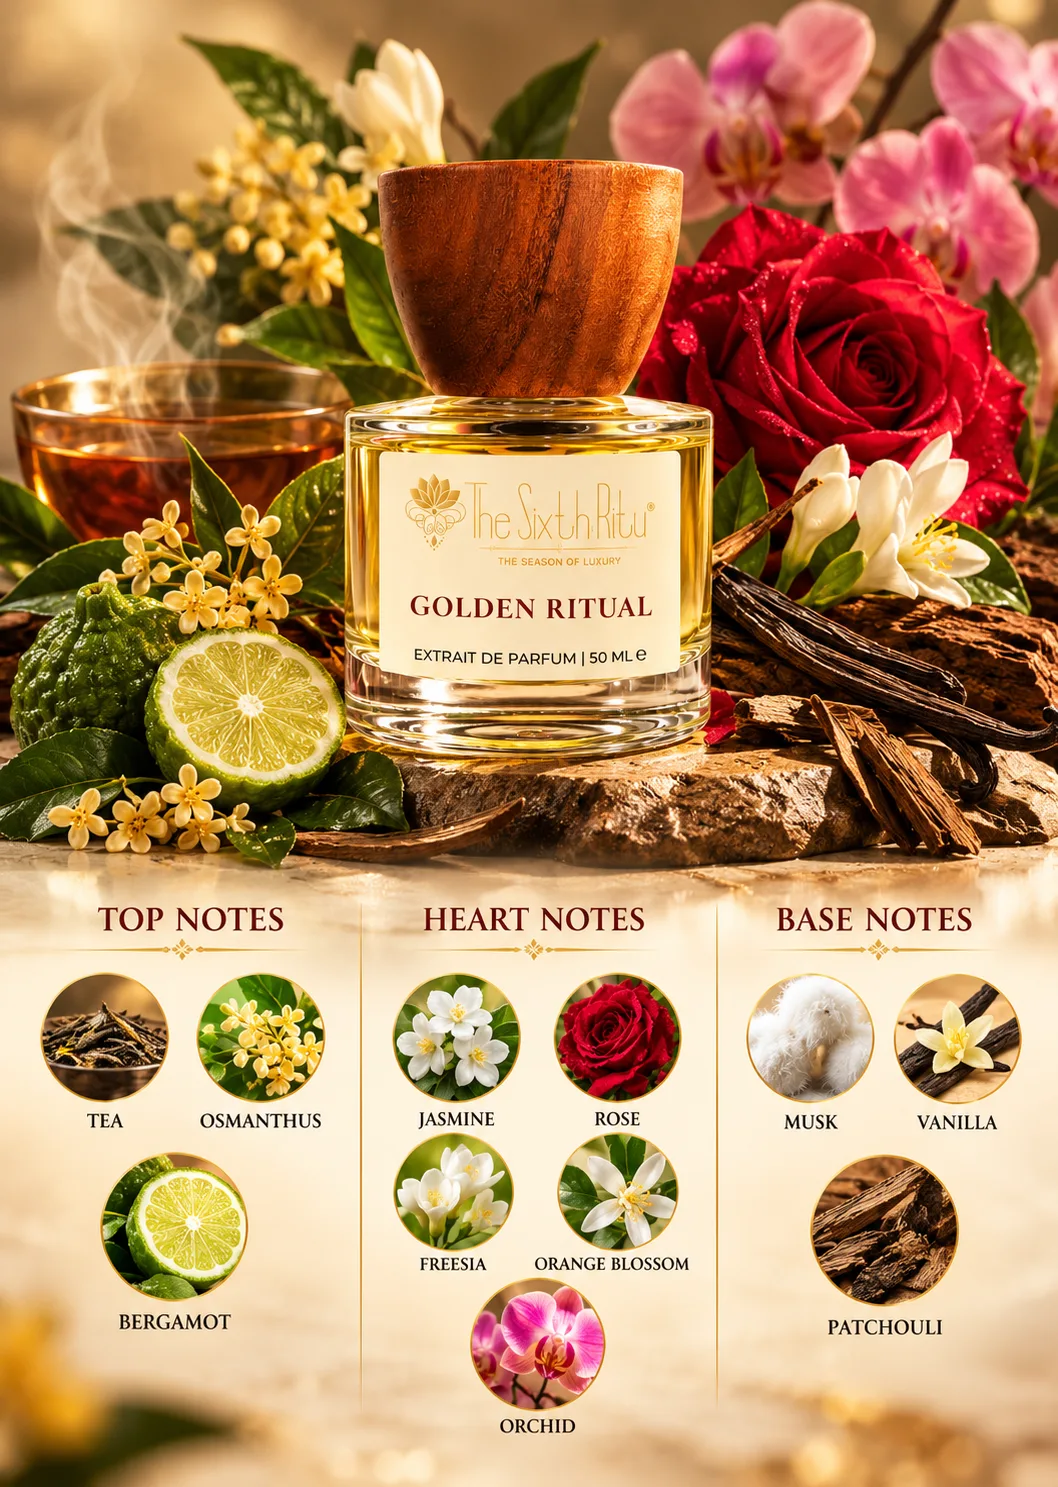 The Sixth Ritu®
THE SEASON OF LUXURY
GOLDEN RITUAL
EXTRAIT DE PARFUM | 50 ML ℮
TOP NOTES
HEART NOTES
BASE NOTES
TEA
OSMANTHUS
JASMINE
ROSE
MUSK
VANILLA
FREESIA
ORANGE BLOSSOM
BERGAMOT
PATCHOULI
ORCHID